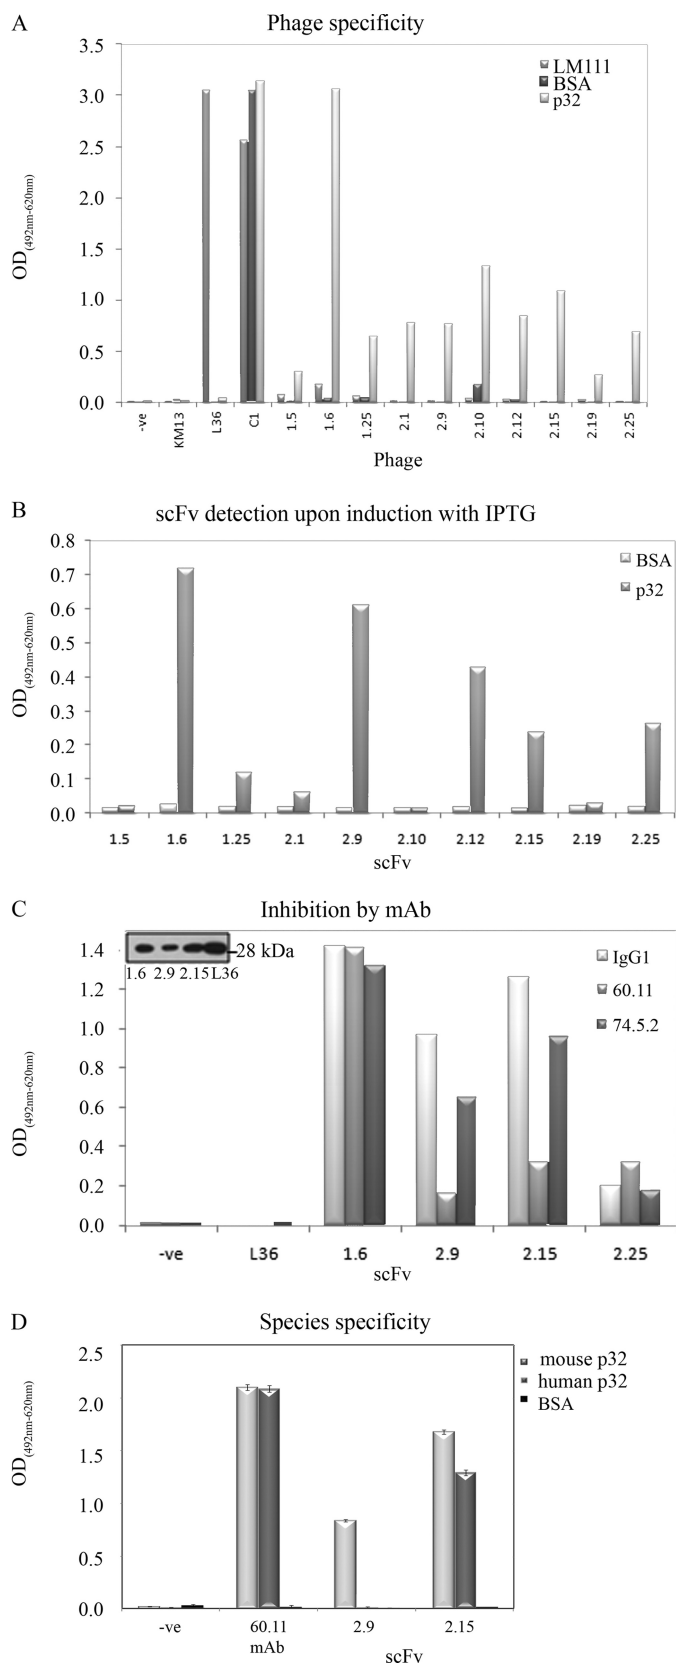 A
Phage specificity
3.5
3.0
2.5
2.0
1.5
1.0
0.5
0.0
OD(492nm-620nm)
LM111
BSA
p32
-ve
KM13
L36
C1
1.5
1.6
1.25
2.1
2.9
2.10
2.12
2.15
2.19
2.25
Phage
B
scFv detection upon induction with IPTG
0.8
0.7
0.6
0.5
0.4
0.3
0.2
0.1
0.0
OD(492nm-620nm)
BSA
p32
1.5 1.6 1.25 2.1 2.9 2.10 2.12 2.15 2.19 2.25
scFv
C
Inhibition by mAb
1.4
1.2
1.0
0.8
0.6
0.4
0.2
0.0
OD(492nm-620nm)
28 kDa
1.6 2.9 2.15 L36
IgG1
60.11
74.5.2
-ve L36 1.6 2.9 2.15 2.25
scFv
D
Species specificity
2.5
2.0
1.5
1.0
0.5
0.0
OD(492nm-620nm)
mouse p32
human p32
BSA
-ve 60.11 2.9 2.15
mAb scFv